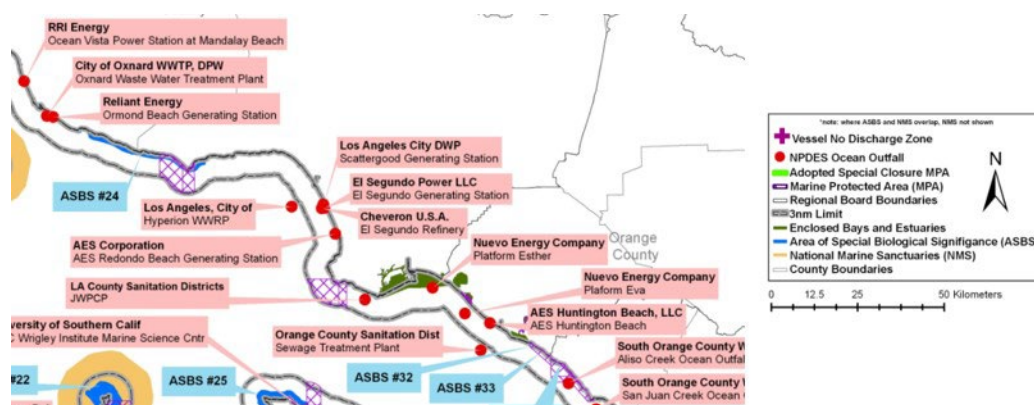 RRI Energy
Ocean Vista Power Station at Mandalay Beach
City of Oxnard WWTP, DPW
Oxnard Waste Water Treatment Plant
Reliant Energy
Ormond Beach Generating Station
ASBS #24
Los Angeles City DWP
Scattergood Generating Station
El Segundo Power LLC
El Segundo Generating Station
Los Angeles, City of
Hyperion WWRP
Cheveron U.S.A.
El Segundo Refinery
AES Corporation
AES Redondo Beach Generating Station
Nuevo Energy Company
Platform Esther
Orange
County
LA County Sanitation Districts
JWPCP
Nuevo Energy Company
Plaform Eva
AES Huntington Beach, LLC
AES Huntington Beach
versity of Southern Calif
C Wrigley Institute Marine Science Cntr
Orange County Sanitation Dist
Sewage Treatment Plant
South Orange County W
Aliso Creek Ocean Outfal
#22
ASBS #25
ASBS #32
ASBS #33
South Orange County W
San Juan Creek Ocean
*note: where ASBS and NMS overlap, NMS not shown
Vessel No Discharge Zone
NPDES Ocean Outfall
Adopted Special Closure MPA
Marine Protected Area (MPA)
Regional Board Boundaries
3nm Limit
Enclosed Bays and Estuaries
Area of Special Biological Signifigance (ASBS
National Marine Sanctuaries (NMS)
County Boundaries
N
0 12.5 25 50 Kilometers